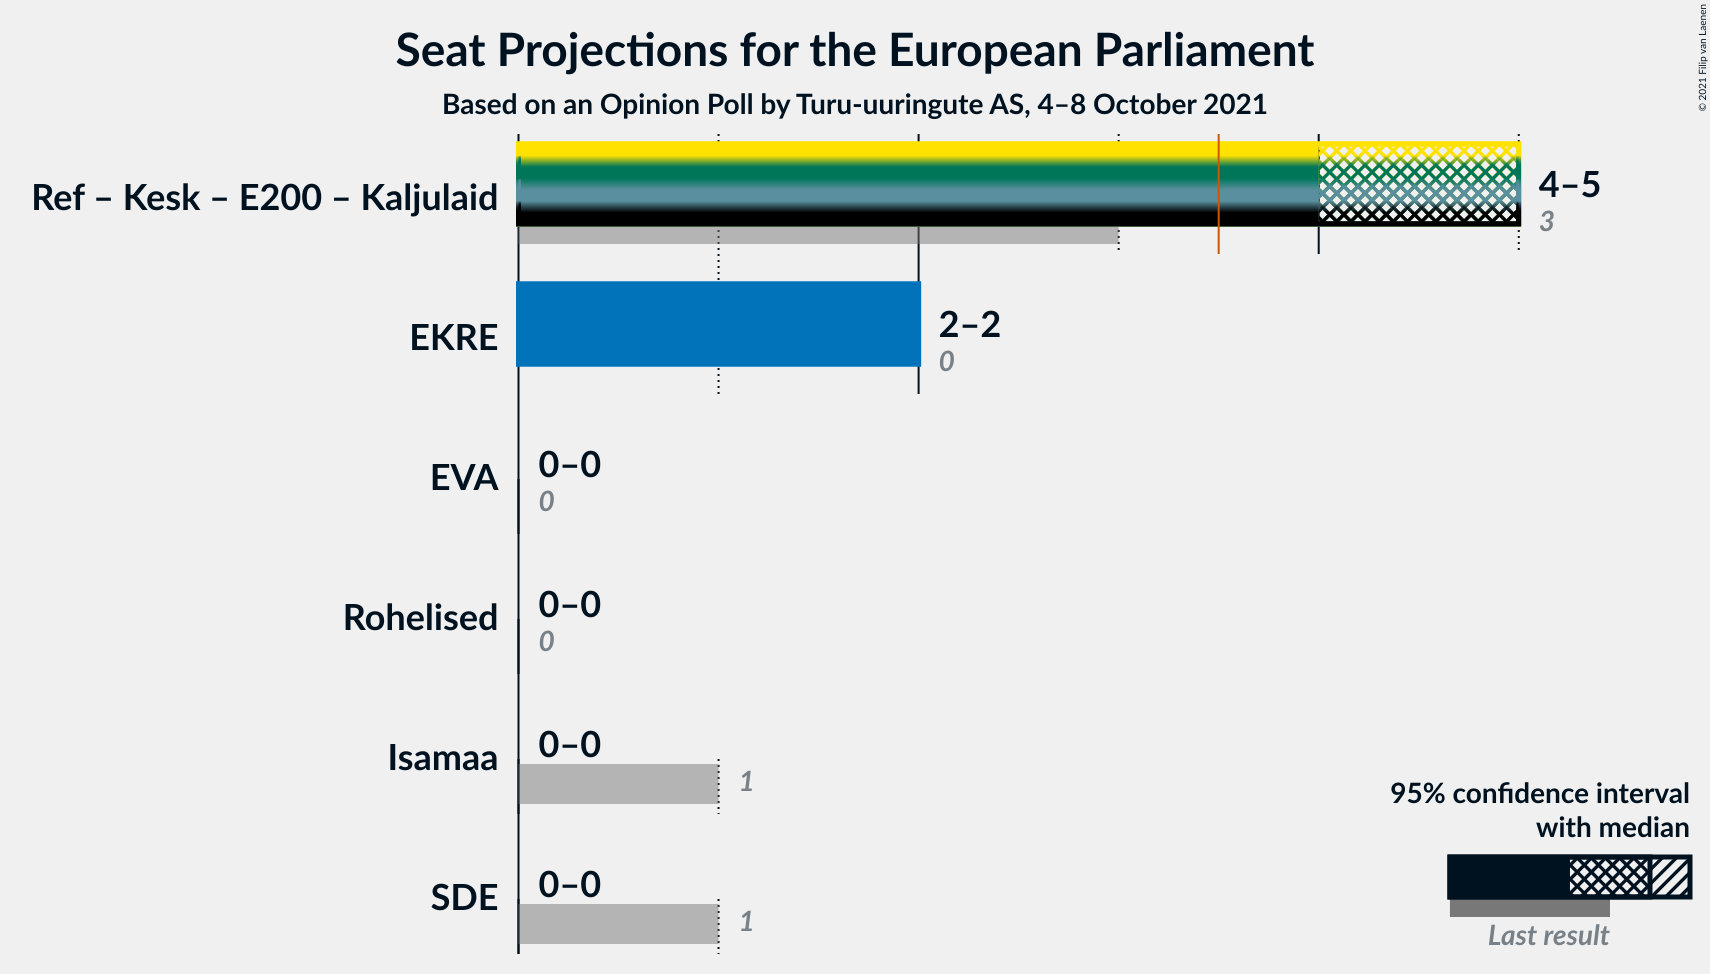 Seat Projections for the European Parliament
Based on an Opinion Poll by Turu-uuringute AS, 4–8 October 2021
© 2021 Filip van Laenen
Ref – Kesk – E200 – Kaljulaid
4–5
3
EKRE
2–2
0
EVA
0–0
0
Rohelised
0–0
0
Isamaa
0–0
1
SDE
0–0
1
95% confidence interval
with median
Last result